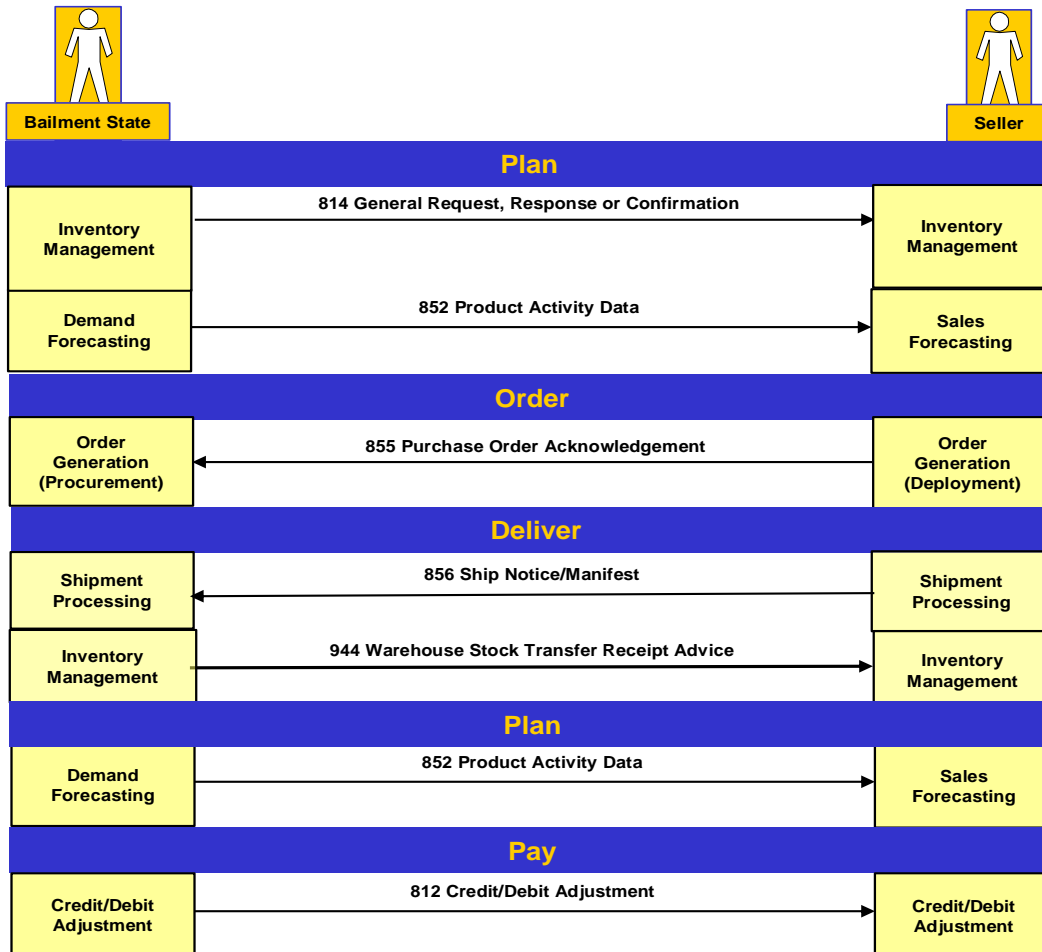 Bailment State
Seller
Plan
Inventory
Management
814 General Request, Response or Confirmation
Inventory
Management
Demand
Forecasting
852 Product Activity Data
Sales
Forecasting
Order
Order
Generation
(Procurement)
855 Purchase Order Acknowledgement
Order
Generation
(Deployment)
Deliver
Shipment
Processing
856 Ship Notice/Manifest
Shipment
Processing
Inventory
Management
944 Warehouse Stock Transfer Receipt Advice
Inventory
Management
Plan
Demand
Forecasting
852 Product Activity Data
Sales
Forecasting
Pay
Credit/Debit
Adjustment
812 Credit/Debit Adjustment
Credit/Debit
Adjustment